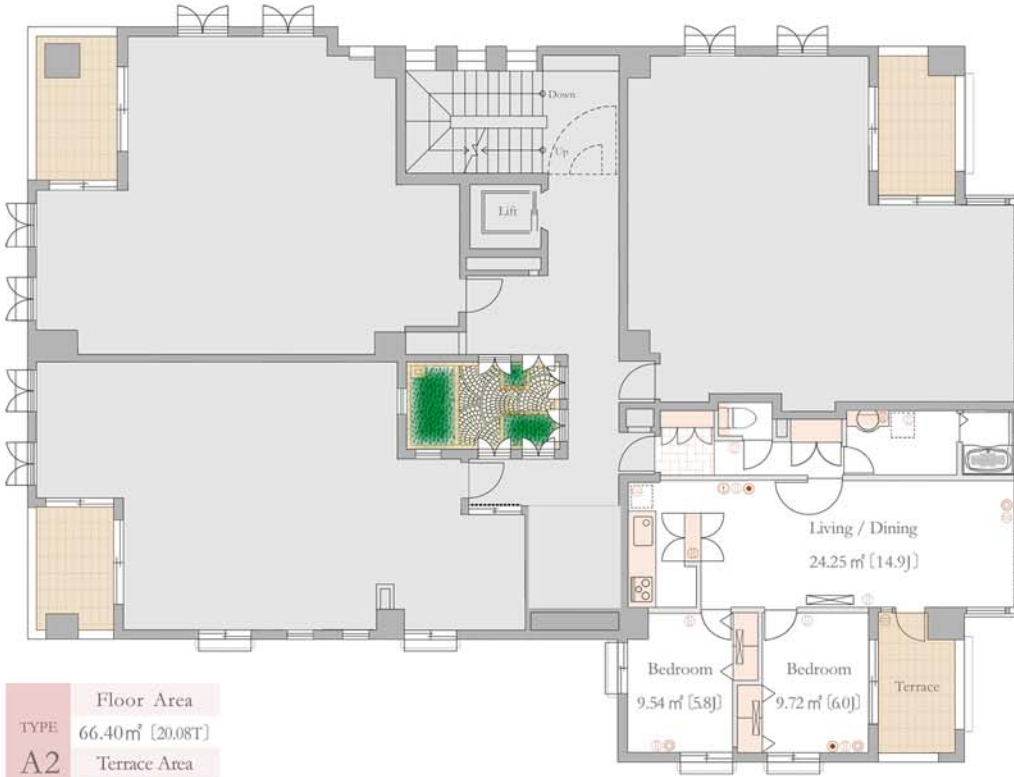 Down
Up
Lift
Living / Dining
24.25 ㎡ [14.9J]
Bedroom
9.54 ㎡ [5.8J]
Bedroom
9.72 ㎡ [6.0J]
Terrace
TYPE
A2
Floor Area
66.40㎡ [20.08T]
Terrace Area